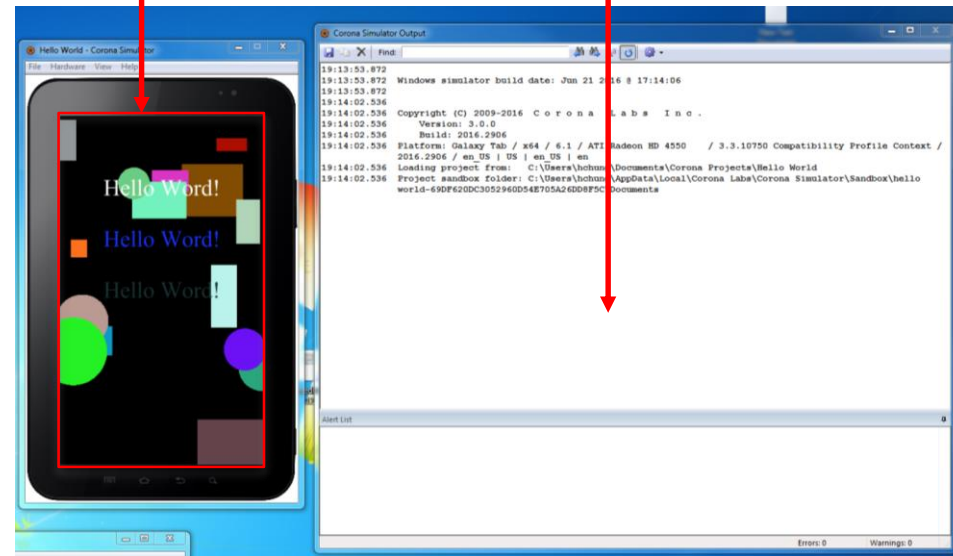 Hello World - Corona Simulator
File Hardware View Help
Hello Word!
Hello Word!
Hello Word!
Corona Simulator Output
Find:
19:13:53.872
19:13:53.872 Windows simulator build date: Jun 21 2016 @ 17:14:06
19:13:53.872
19:14:02.536
19:14:02.536 Copyright (C) 2009-2016 C o r o n a   L a b s   I n c .
19:14:02.536 Version: 3.0.0
19:14:02.536 Build: 2016.2906
19:14:02.536 Platform: Galaxy Tab / x64 / 6.1 / ATI Radeon HD 4550 / 3.3.10750 Compatibility Profile Context /
2016.2906 / en_US | US | en_US | en
19:14:02.536 Loading project from: C:\Users\hchung\Documents\Corona Projects\Hello World
19:14:02.536 Project sandbox folder: C:\Users\hchung\AppData\Local\Corona Labs\Corona Simulator\Sandbox\hello
world-69DF620DC3052960D54E705A26DD8F5C\Documents
Alert List 0
Errors: 0 Warnings: 0